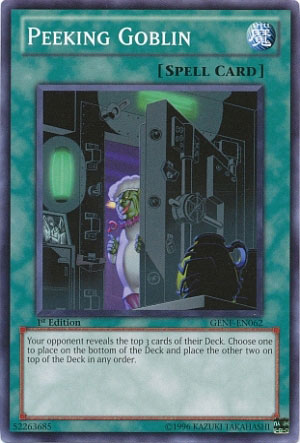 PEEKING GOBLIN
魔
[SPELL CARD]
1st Edition
GENF-EN062
Your opponent reveals the top 3 cards of their Deck. Choose one
to place on the bottom of the Deck and place the other two on
top of the Deck in any order.
52263685
©1996 KAZUKI TAKAHASHI